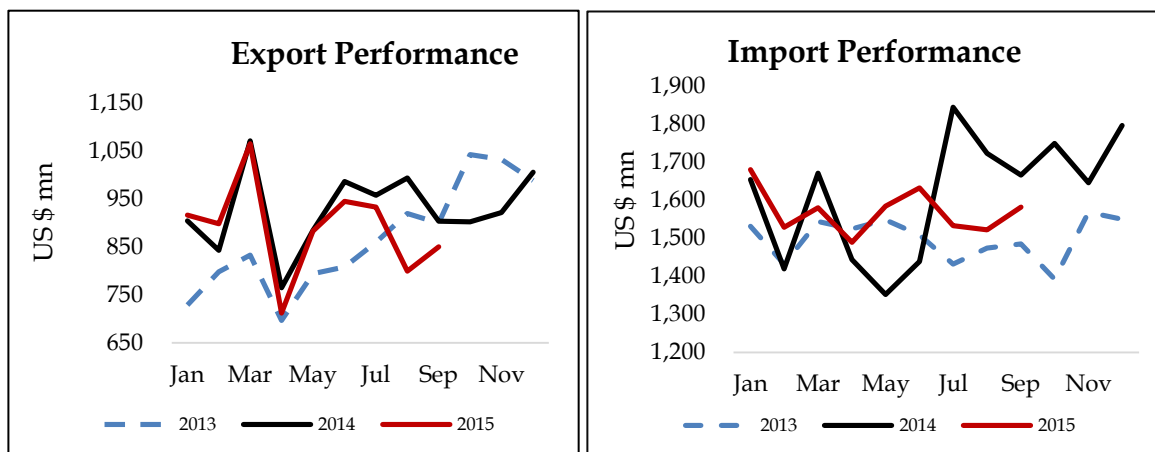 Export Performance
US $ mn
1,150
1,050
950
850
750
650
Jan Mar May Jul Sep Nov
2013 2014 2015
Import Performance
US $ mn
1,900
1,800
1,700
1,600
1,500
1,400
1,300
1,200
Jan Mar May Jul Sep Nov
2013 2014 2015